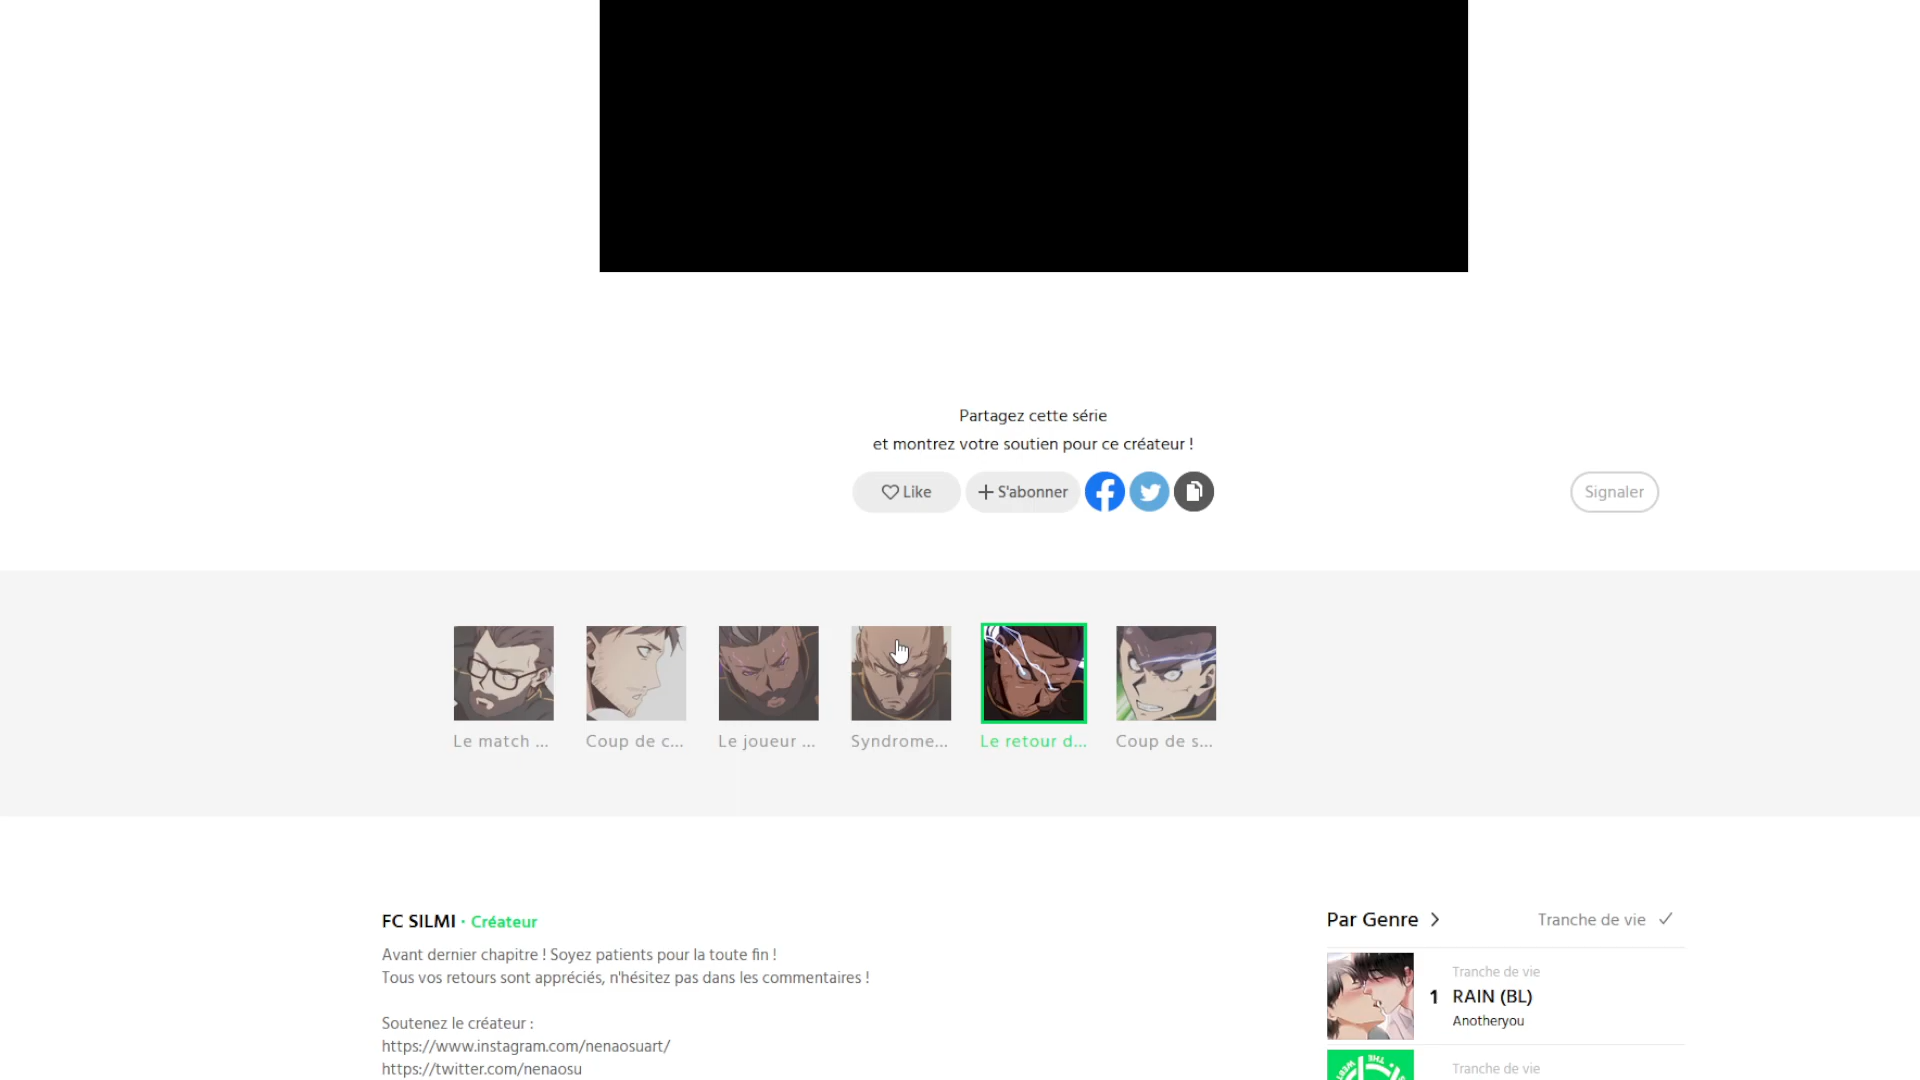 Partagez cette série
et montrez votre soutien pour ce créateur !
Like
S'abonner
Signaler
Le match ...
Coup de c...
Le joueur ...
Syndrome...
Le retour d...
Coup de s...
FC SILMI · Créateur
Avant dernier chapitre ! Soyez patients pour la toute fin !
Tous vos retours sont appréciés, n'hésitez pas dans les commentaires !
Soutenez le créateur :
https://www.instagram.com/nenaosuart/
https://twitter.com/nenaosu
Par Genre
Tranche de vie
Tranche de vie
1 RAIN (BL)
Anotheryou
Tranche de vie